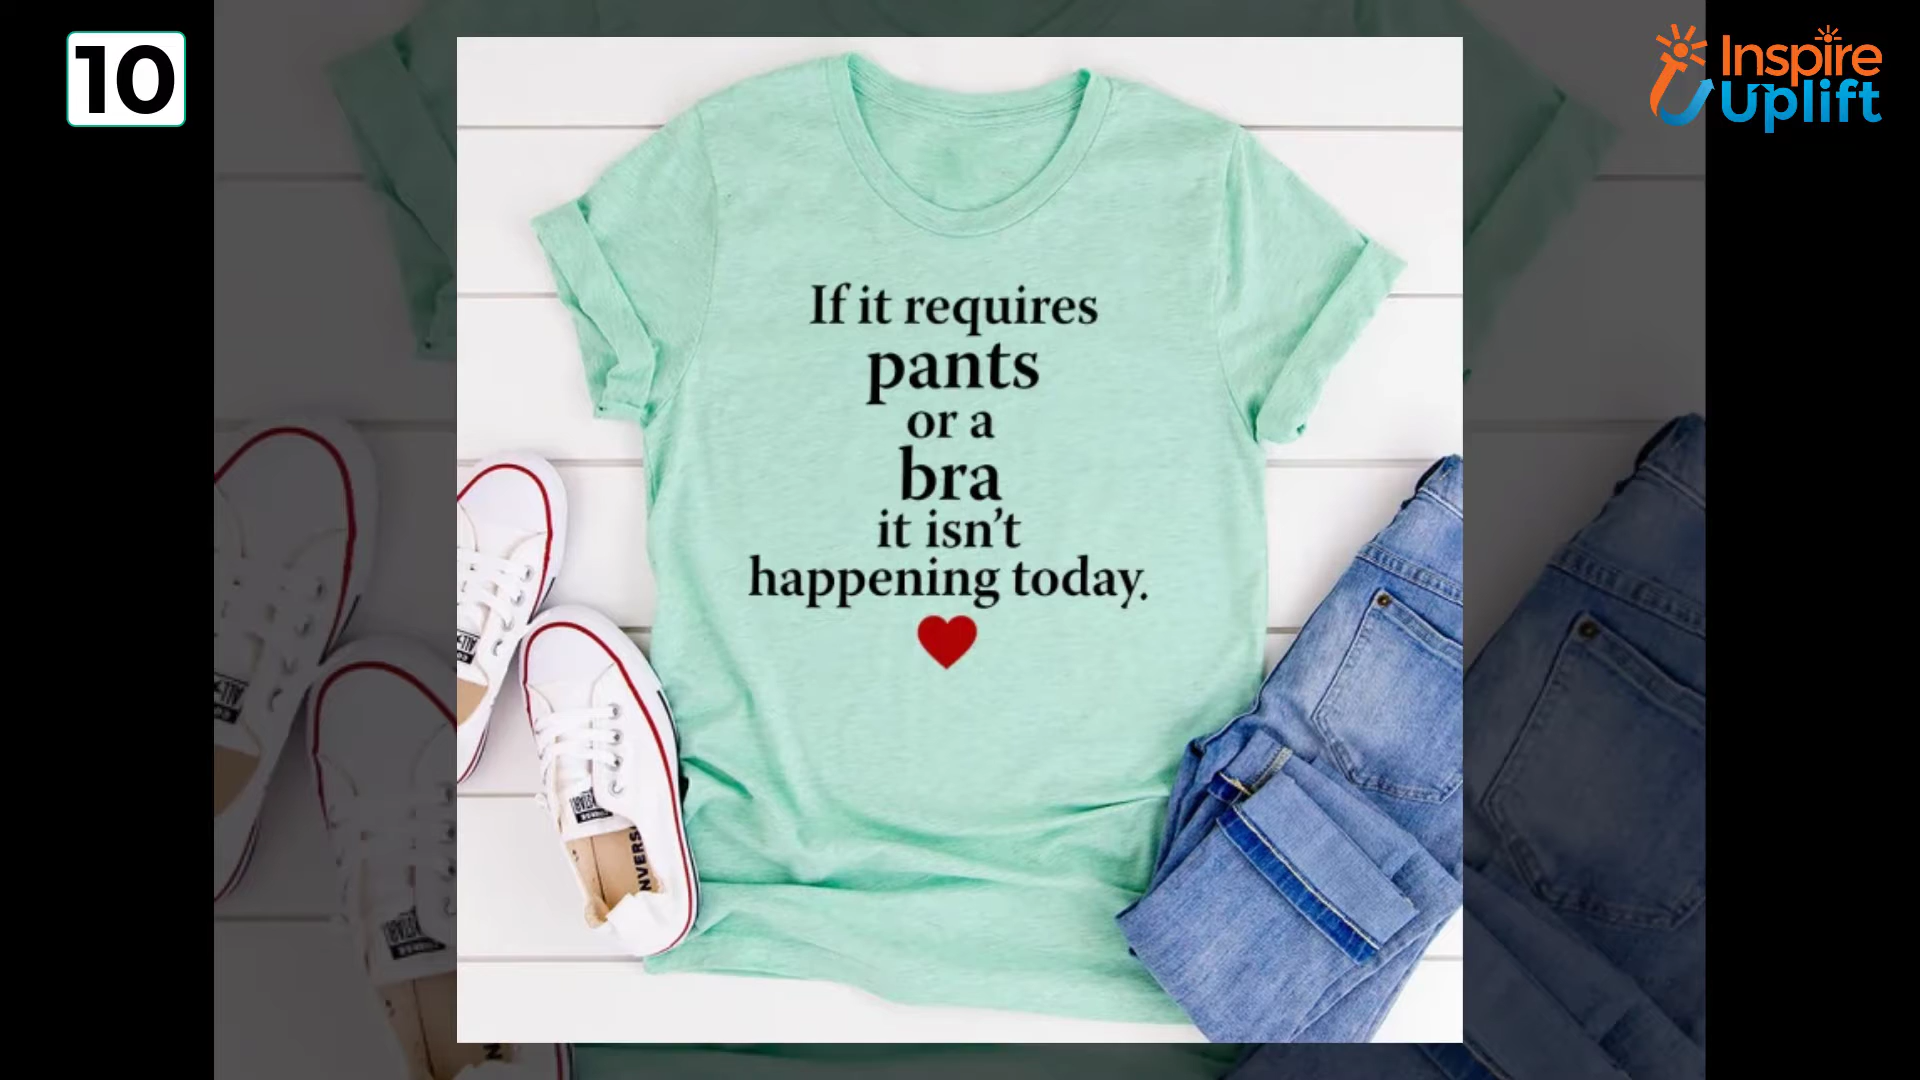 10
Inspire
Uplift
If it requires
pants
or a
bra
it isn't
happening today.